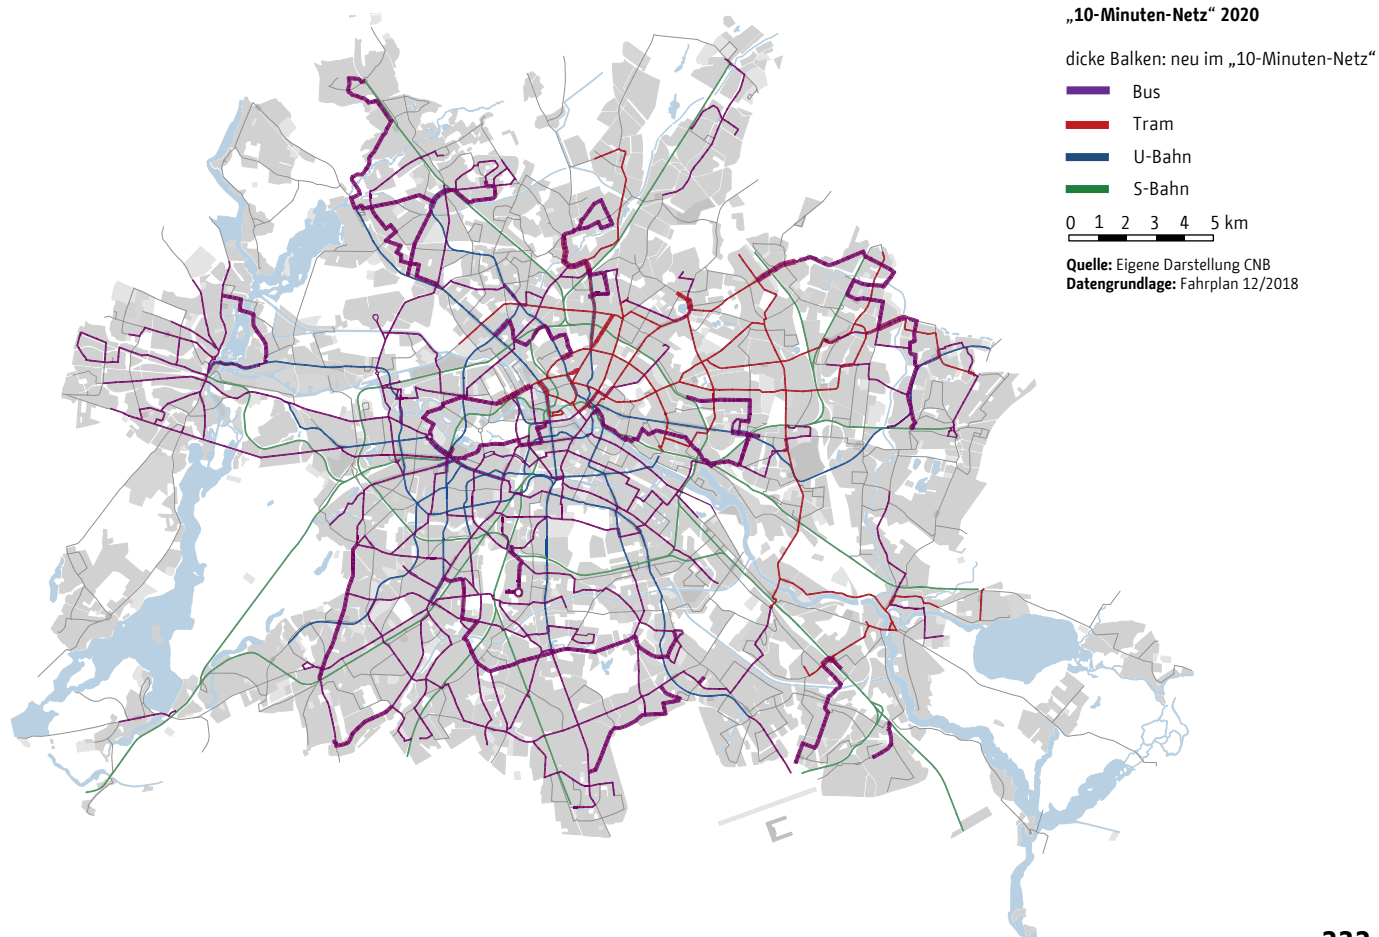 „10-Minuten-Netz“ 2020
dicke Balken: neu im „10-Minuten-Netz“
Bus
Tram
U-Bahn
S-Bahn
0 1 2 3 4 5 km
Quelle: Eigene Darstellung CNB
Datengrundlage: Fahrplan 12/2018